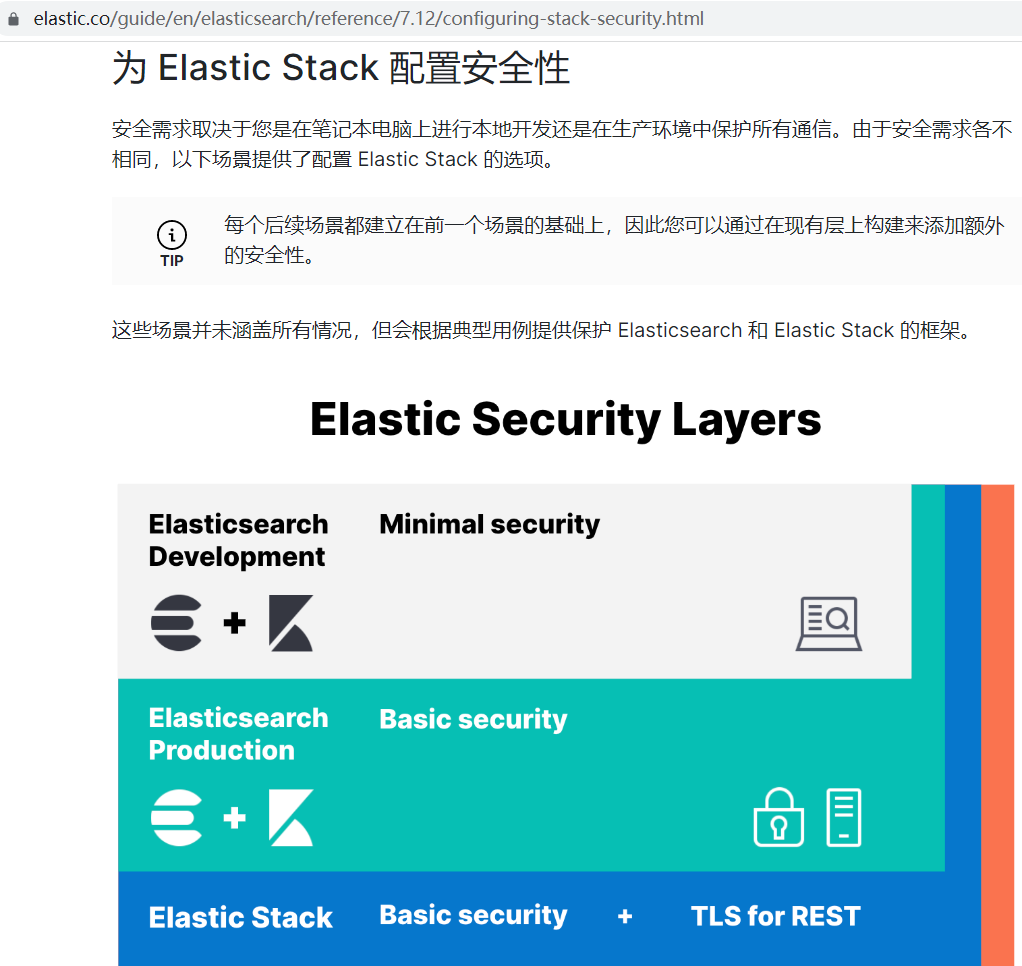 elastic.co/guide/en/elasticsearch/reference/7.12/configuring-stack-security.html
为 Elastic Stack 配置安全性
安全需求取决于您是在笔记本电脑上进行本地开发还是在生产环境中保护所有通信。由于安全需求各不
相同，以下场景提供了配置 Elastic Stack 的选项。
每个后续场景都建立在前一个场景的基础上，因此您可以通过在现有层上构建来添加额外
的安全性。
TIP
这些场景并未涵盖所有情况，但会根据典型用例提供保护 Elasticsearch 和 Elastic Stack 的框架。
Elastic Security Layers
Elasticsearch Minimal security
Development
+
Elasticsearch Basic security
Production
+
Elastic Stack Basic security + TLS for REST